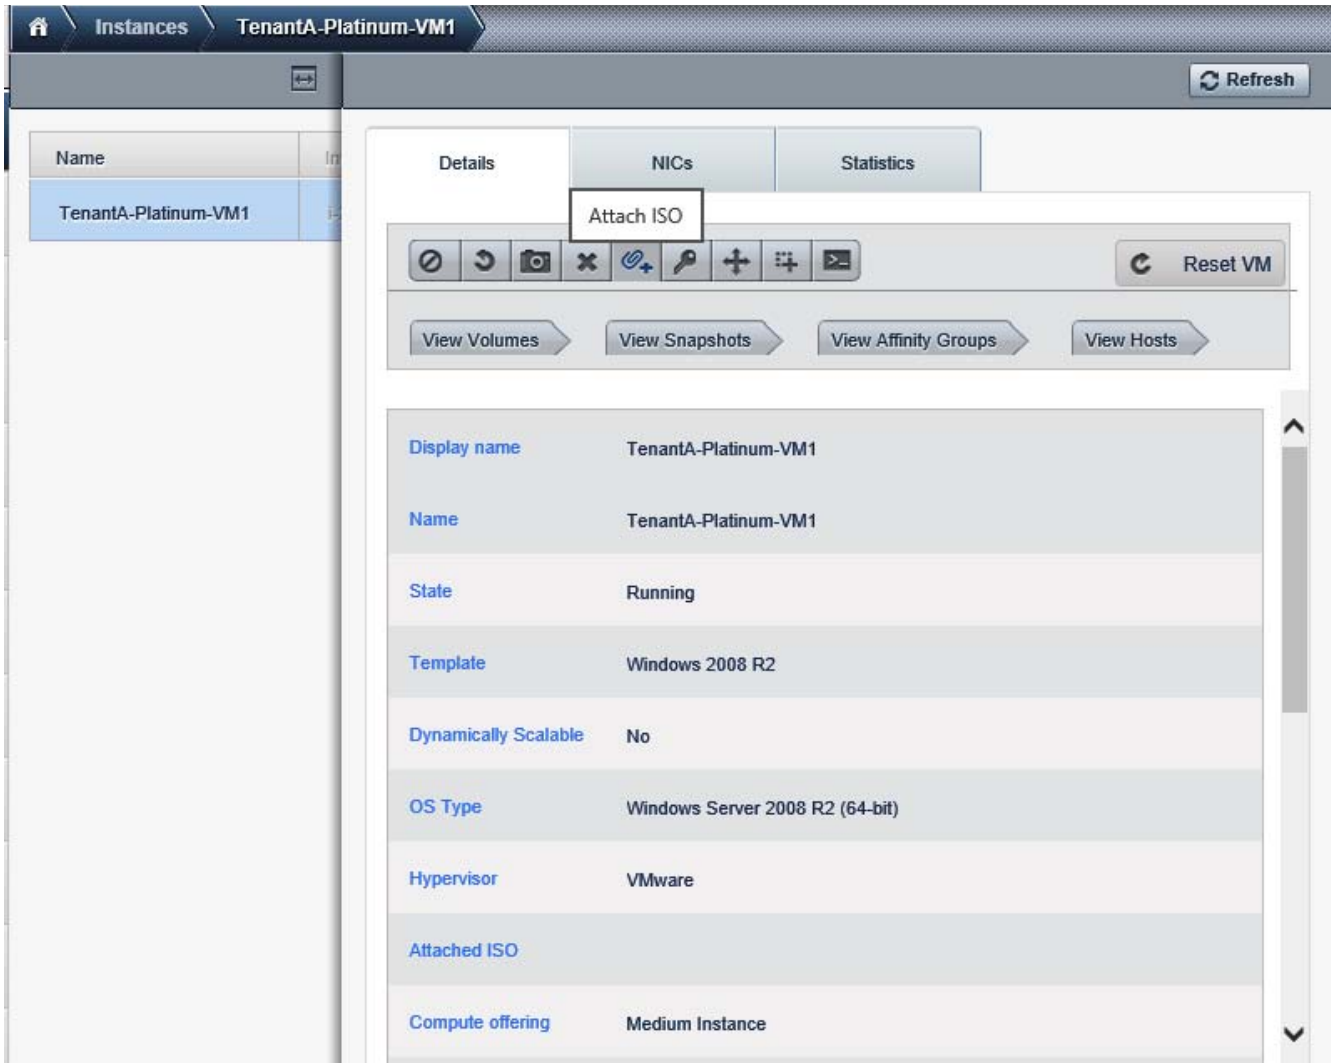 Instances TenantA-Platinum-VM1
Refresh
Name
TenantA-Platinum-VM1
Details NICs Statistics
Attach ISO
Reset VM
View Volumes View Snapshots View Affinity Groups View Hosts
Display name TenantA-Platinum-VM1
Name TenantA-Platinum-VM1
State Running
Template Windows 2008 R2
Dynamically Scalable No
OS Type Windows Server 2008 R2 (64-bit)
Hypervisor VMware
Attached ISO
Compute offering Medium Instance